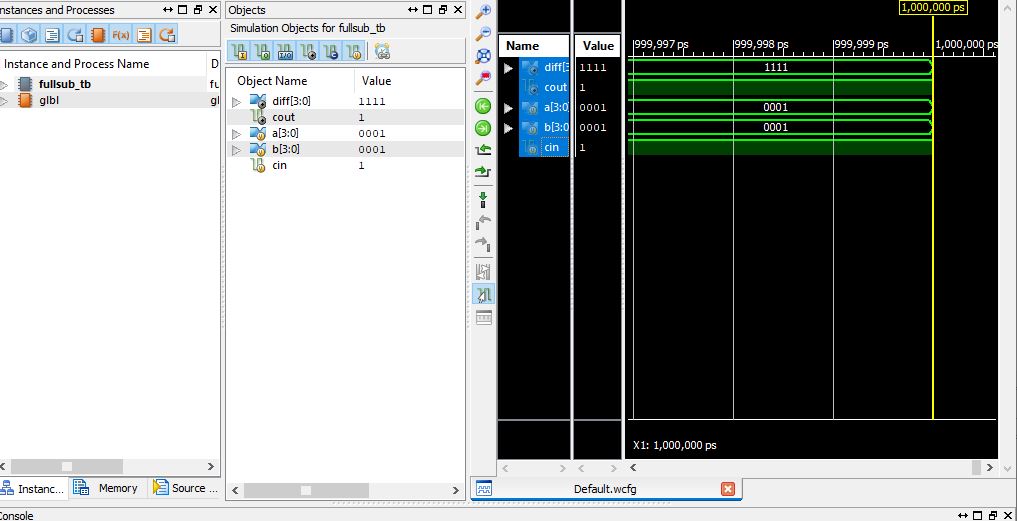 nstances and Processes
Instance and Process Name
D
fullsub_tb
fu
glbl
gl
Instanc...
Memory
Source ...
Console
Objects
Simulation Objects for fullsub_tb
Object Name Value
diff[3:0] 1111
cout 1
a[3:0] 0001
b[3:0] 0001
cin 1
Name Value
diff[3: 1111
cout 1
a[3:0] 0001
b[3:0 0001
cin 1
1,000,000 ps
999,997 ps 999,998 ps 999,999 ps 1,000,000 ps
1111
0001
0001
X1: 1,000,000 ps
Default.wcfg